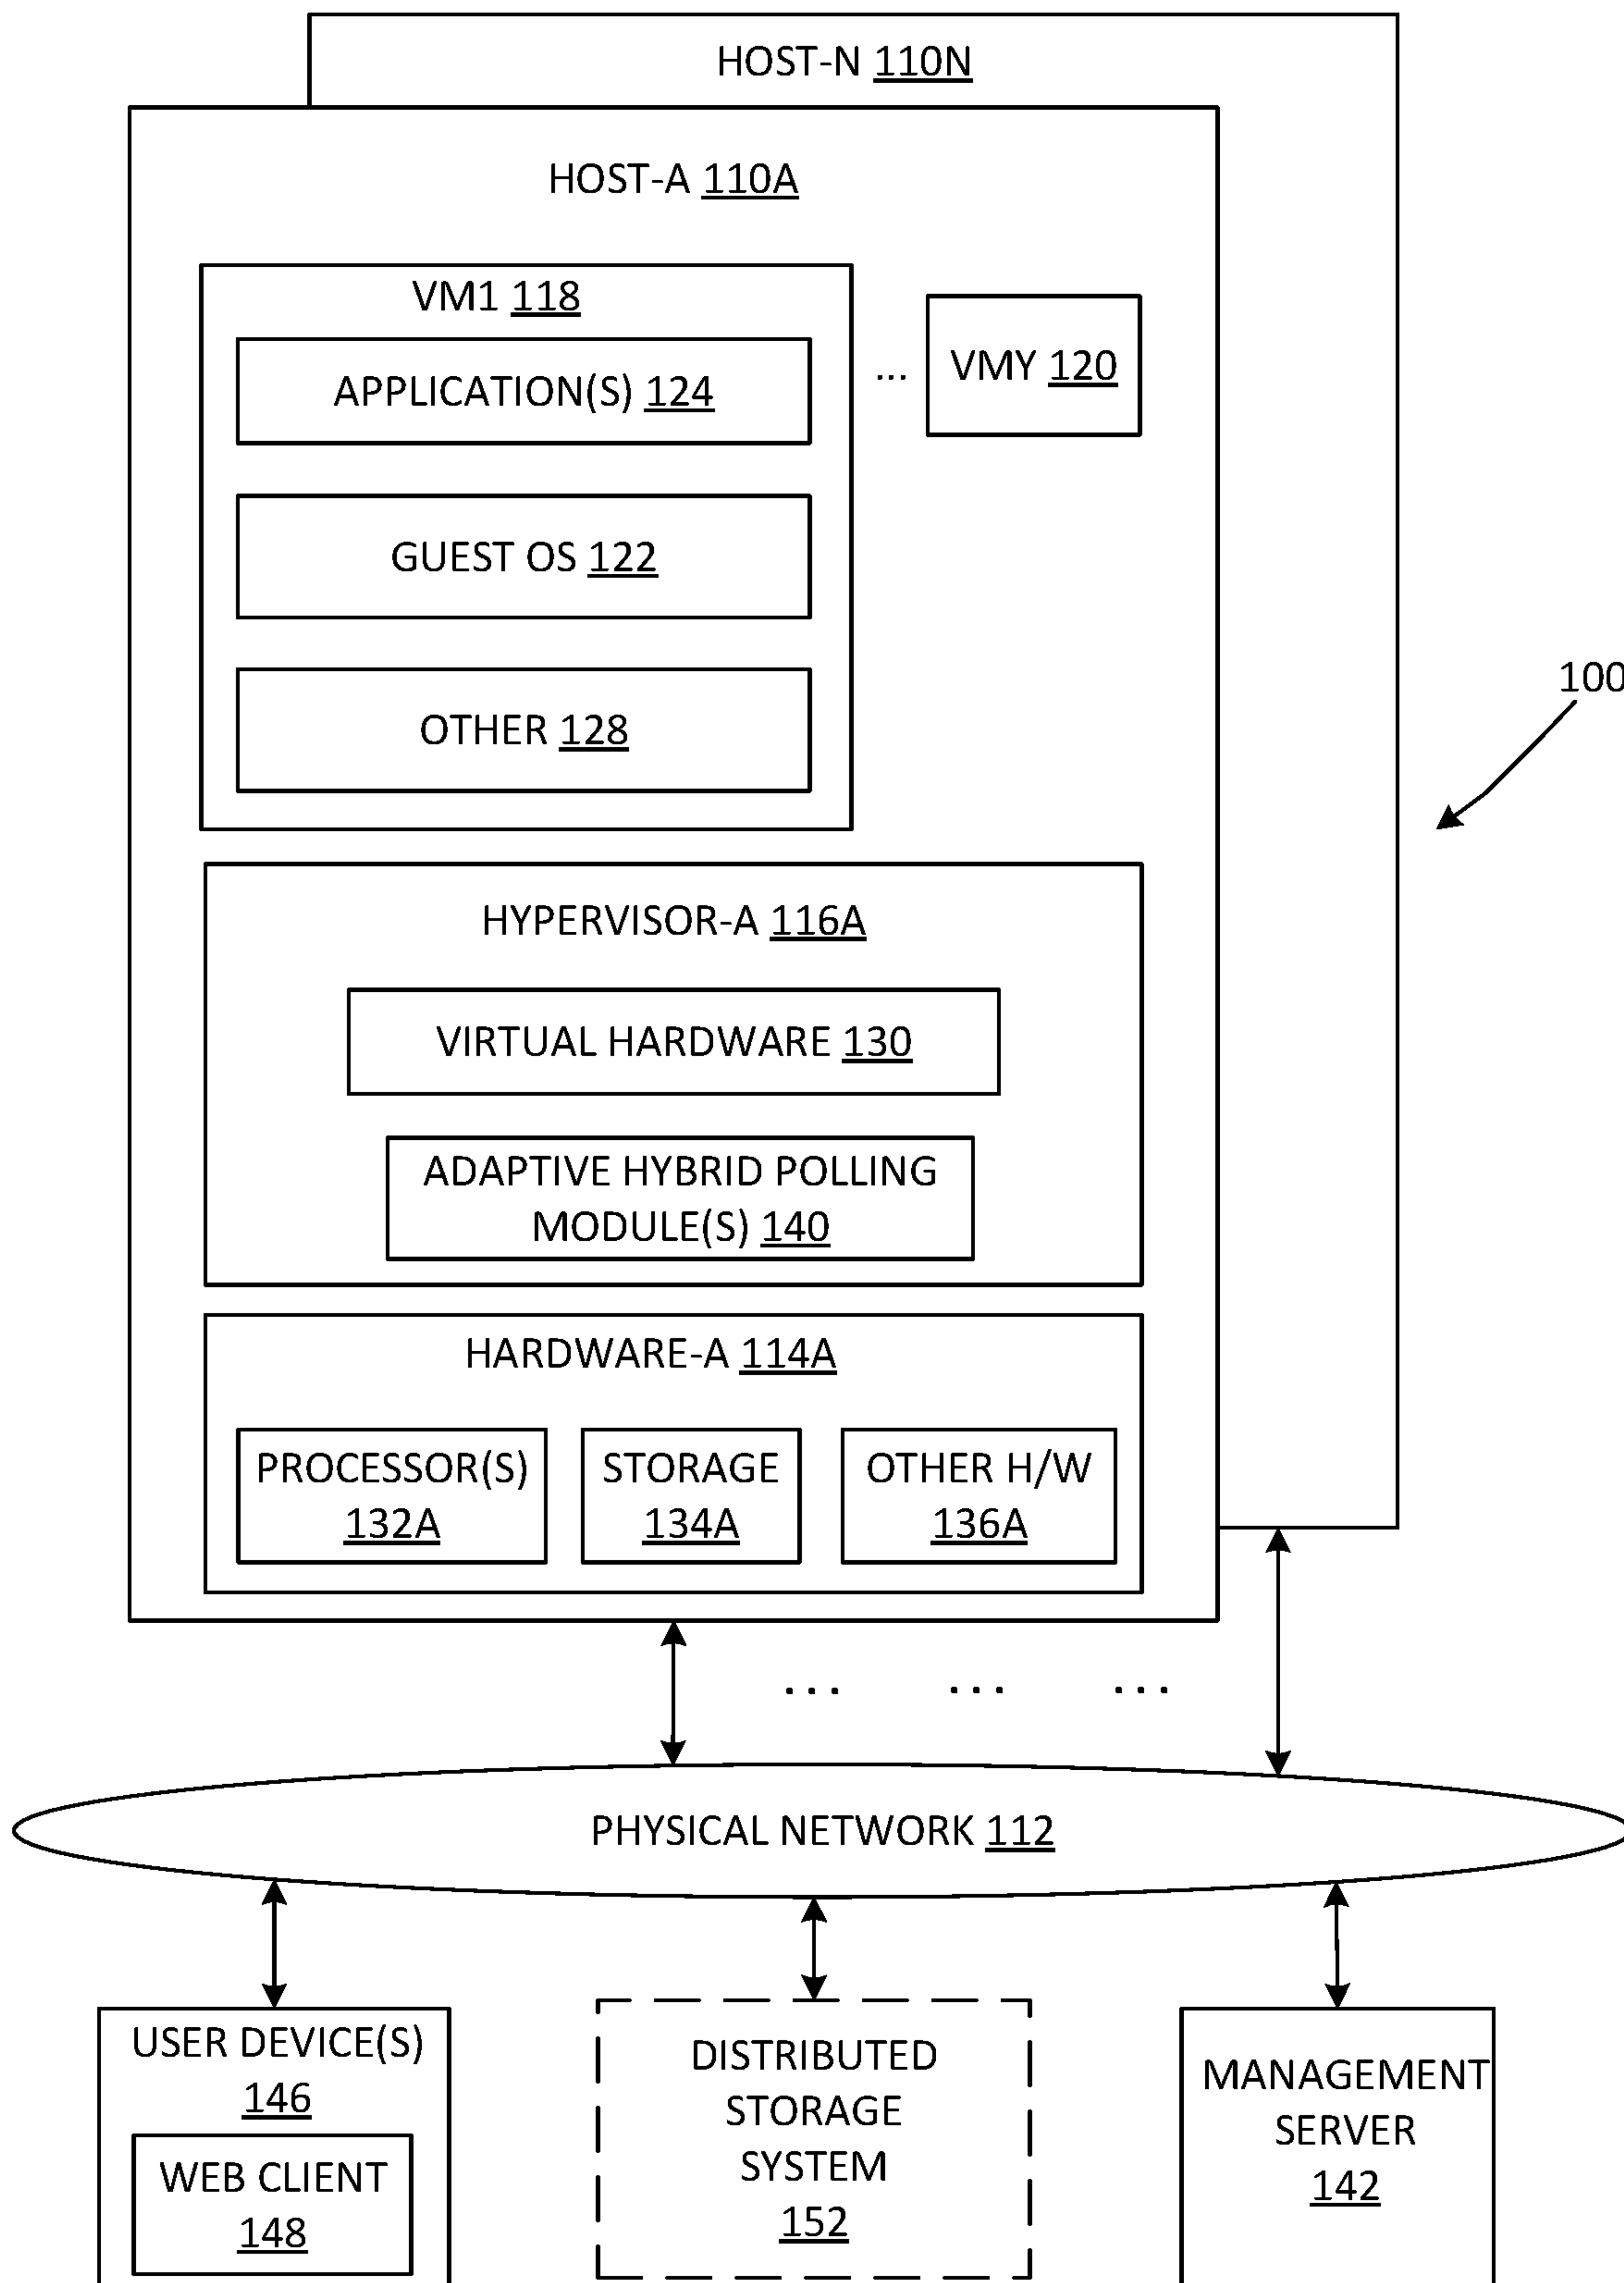 HOST-N 110N
HOST-A 110A
VM1 118
APPLICATION(S) 124
... VMY 120
GUEST OS 122
OTHER 128
100
HYPERVISOR-A 116A
VIRTUAL HARDWARE 130
ADAPTIVE HYBRID POLLING
MODULE(S) 140
HARDWARE-A 114A
PROCESSOR(S)
132A
STORAGE
134A
OTHER H/W
136A
... ... ...
PHYSICAL NETWORK 112
USER DEVICE(S)
146
WEB CLIENT
148
DISTRIBUTED
STORAGE
SYSTEM
152
MANAGEMENT
SERVER
142